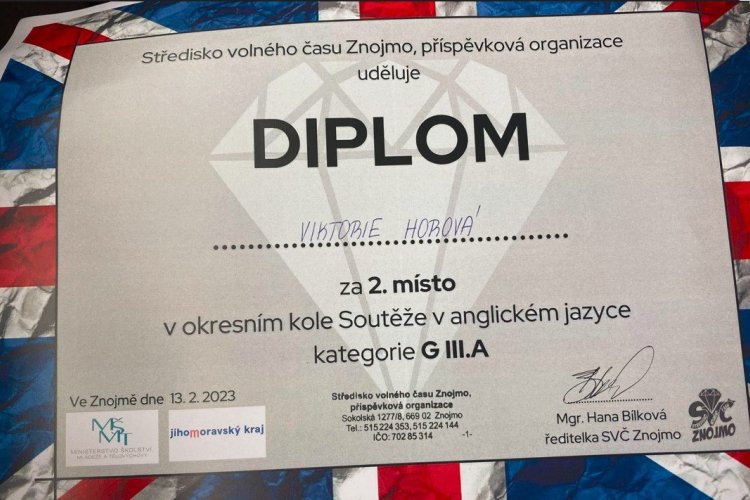 Středisko volného času Znojmo, příspěvková organizace
uděluje
DIPLOM
VIKTORIE HOROVÁ
za 2. místo
v okresním kole Soutěže v anglickém jazyce
kategorie G III.A
Ve Znojmě dne 13. 2. 2023
MŠMT
MINISTERSTVO ŠKOLSTVÍ,
MLÁDEŽE A TĚLOVÝCHOVY
jihomoravský kraj
Středisko volného času Znojmo,
příspěvková organizace
Sokolská 1277/8, 669 02 Znojmo
Tel.: 515 224 353, 515 224 144
IČO: 702 85 314 -1-
Mgr. Hana Bílková
ředitelka SVČ Znojmo
SVČ
ZNOJMO